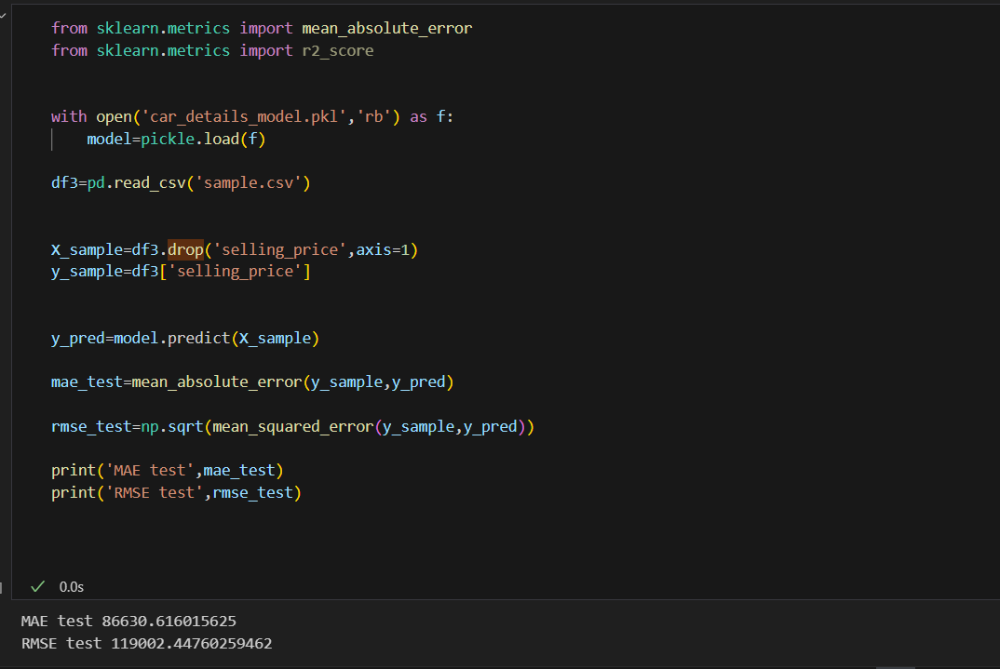 from sklearn.metrics import mean_absolute_error
from sklearn.metrics import r2_score
with open('car_details_model.pkl','rb') as f:
model=pickle.load(f)
df3=pd.read_csv('sample.csv')
X_sample=df3.drop('selling_price',axis=1)
y_sample=df3['selling_price']
y_pred=model.predict(X_sample)
mae_test=mean_absolute_error(y_sample,y_pred)
rmse_test=np.sqrt(mean_squared_error(y_sample,y_pred))
print('MAE test',mae_test)
print('RMSE test',rmse_test)
0.0s
MAE test 86630.616015625
RMSE test 119002.44760259462